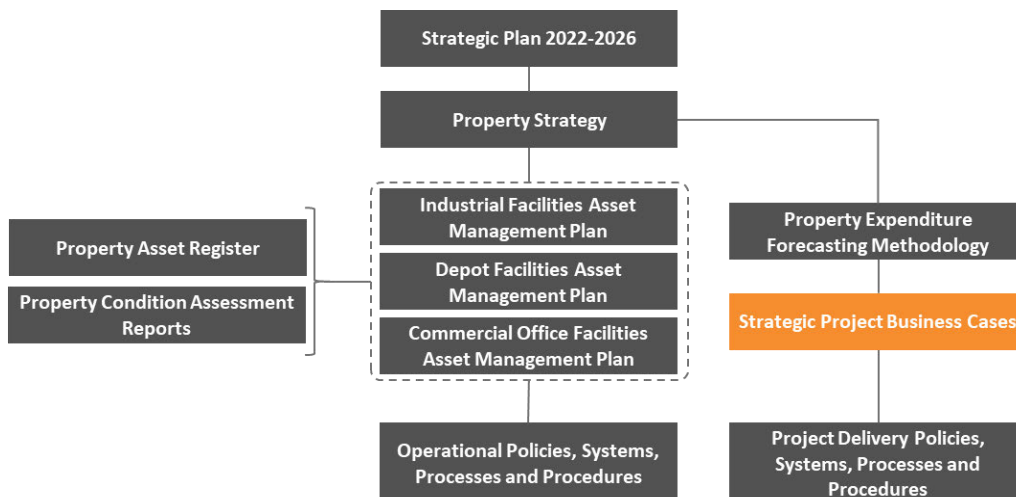 Strategic Plan 2022-2026
Property Strategy
Industrial Facilities Asset
Management Plan
Depot Facilities Asset
Management Plan
Commercial Office Facilities
Asset Management Plan
Property Asset Register
Property Condition Assessment
Reports
Property Expenditure
Forecasting Methodology
Strategic Project Business Cases
Operational Policies, Systems,
Processes and Procedures
Project Delivery Policies,
Systems, Processes and
Procedures